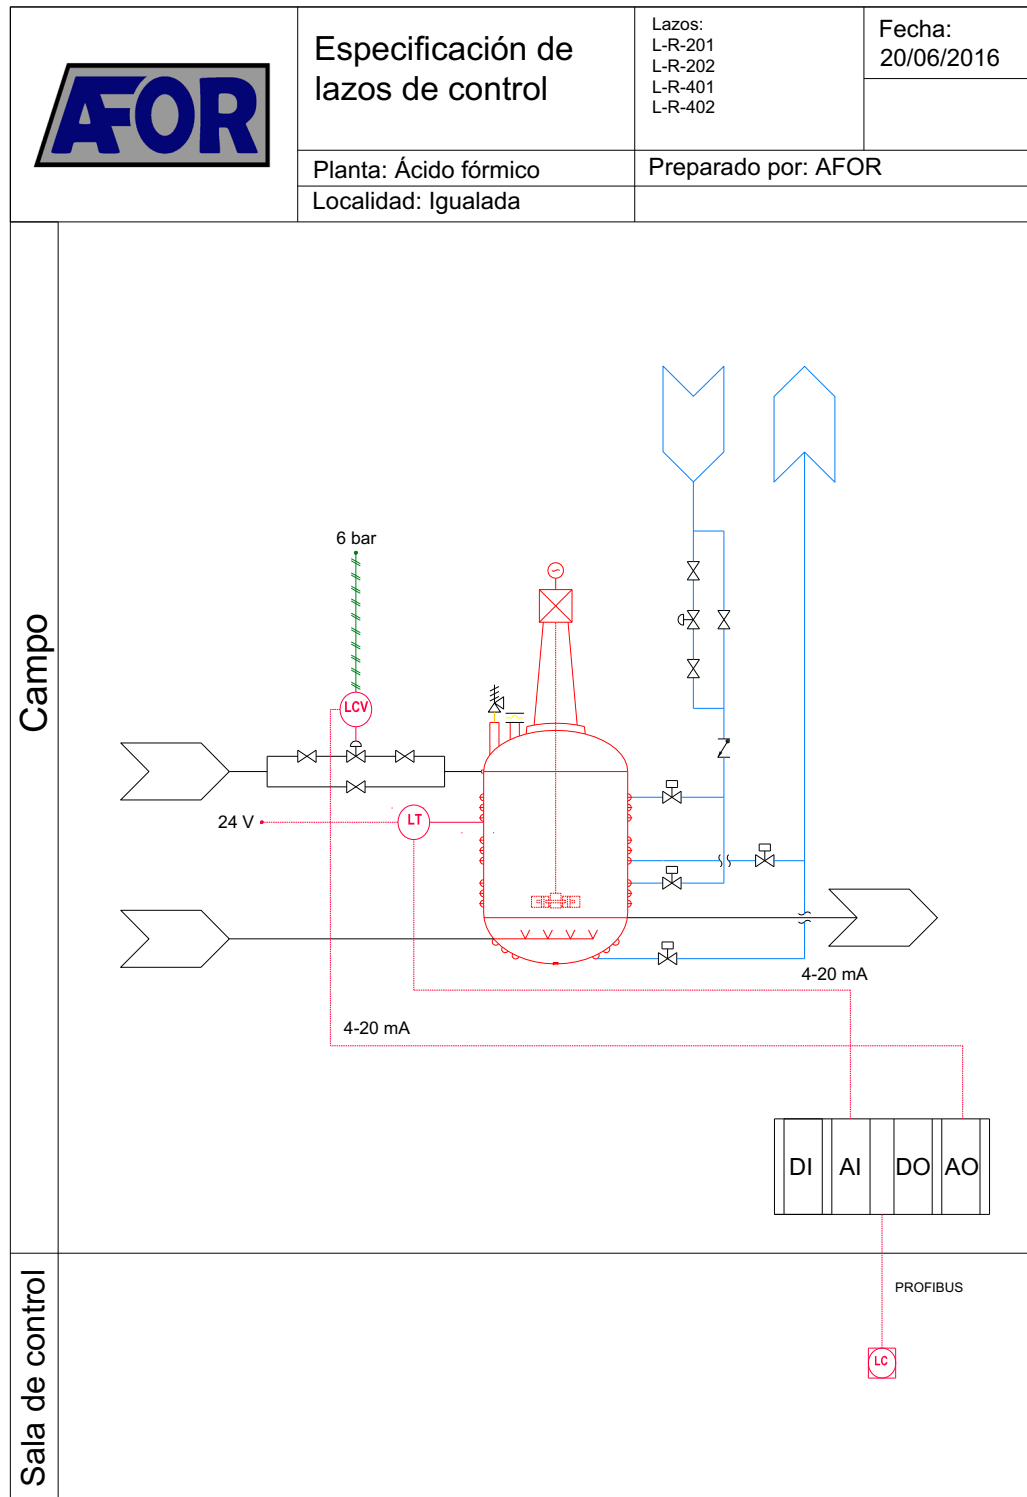 AFOR
Especificación de
lazos de control
Lazos:
L-R-201
L-R-202
L-R-401
L-R-402
Fecha:
20/06/2016
Planta: Ácido fórmico
Preparado por: AFOR
Localidad: Igualada
Campo
6 bar
LCV
24 V
LT
4-20 mA
4-20 mA
DI
AI
DO
AO
Sala de control
PROFIBUS
LC